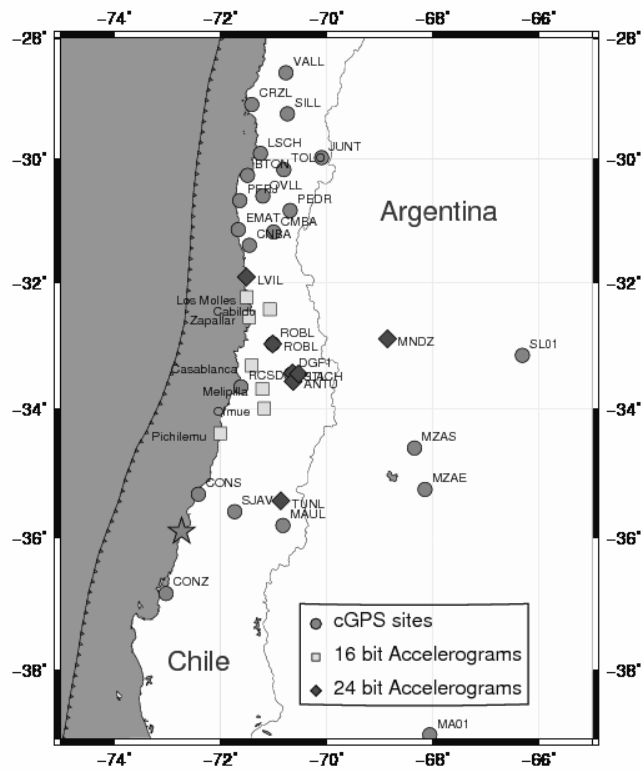 −74˚ −72˚ −70˚ −68˚ −66˚
−28˚ −28˚
VALL
CRZL
SILL
LSCH
JUNT
−30˚ −30˚
TOLO
BTON
OVLL
PERJ
PEDR
EMAT
CMBA
CNBA
Argentina
−32˚ −32˚
LVIL
Los Molles
Cabildo
Zapallar
ROBL
ROBL
MNDZ
SL01
DGF1
Casablanca
RCSD
ANTU
Melipilla
−34˚ −34˚
Pichilemu
MZAS
MZAE
CONS
SJAV
TUNL
MAUL
−36˚ −36˚
CONZ
cGPS sites
16 bit Accelerograms
24 bit Accelerograms
Chile
−38˚ −38˚
MA01
−74˚ −72˚ −70˚ −68˚ −66˚